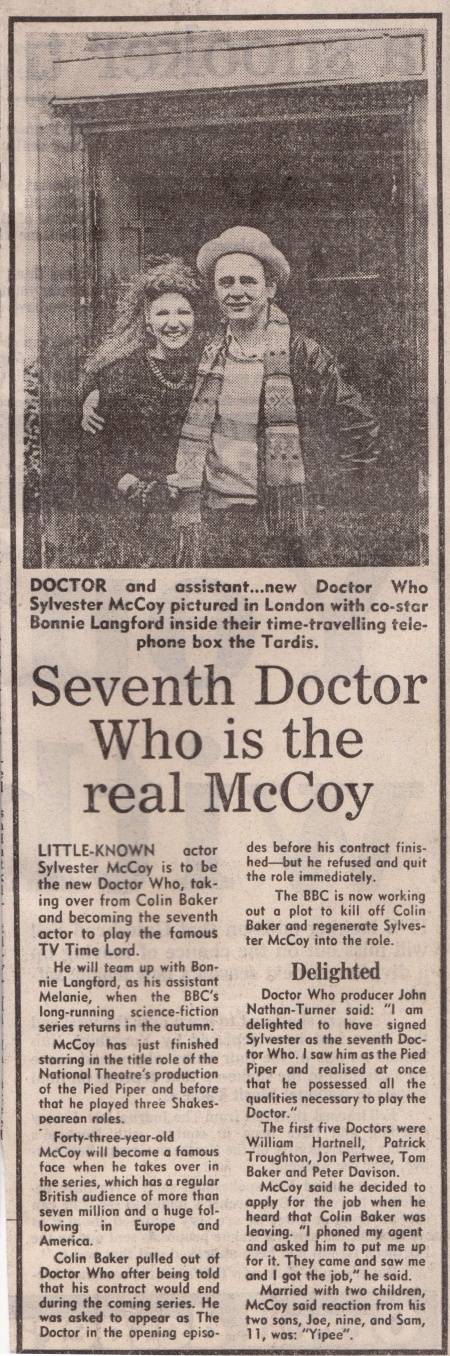 DOCTOR and assistant...new Doctor Who
Sylvester McCoy pictured in London with co-star
Bonnie Langford inside their time-travelling tele-
phone box the Tardis.
Seventh Doctor
Who is the
real McCoy
LITTLE-KNOWN actor
Sylvester McCoy is to be
the new Doctor Who, tak-
ing over from Colin Baker
and becoming the seventh
actor to play the famous
TV Time Lord.
He will team up with Bon-
nie Langford, as his assistant
Melanie, when the BBC's
long-running science-fiction
series returns in the autumn.
McCoy has just finished
starring in the title role of the
National Theatre's production
of the Pied Piper and before
that he played three Shakes-
pearean roles.
Forty-three-year-old
McCoy will become a famous
face when he takes over in
the series, which has a regular
British audience of more than
seven million and a huge fol-
lowing in Europe and
America.
Colin Baker pulled out of
Doctor Who after being told
that his contract would end
during the coming series. He
was asked to appear as The
Doctor in the opening episo-
des before his contract finis-
hed—but he refused and quit
the role immediately.
The BBC is now working
out a plot to kill off Colin
Baker and regenerate Sylves-
ter McCoy into the role.
Delighted
Doctor Who producer John
Nathan-Turner said: "I am
delighted to have signed
Sylvester as the seventh Doc-
tor Who. I saw him as the Pied
Piper and realised at once
that he possessed all the
qualities necessary to play the
Doctor."
The first five Doctors were
William Hartnell, Patrick
Troughton, Jon Pertwee, Tom
Baker and Peter Davison.
McCoy said he decided to
apply for the job when he
heard that Colin Baker was
leaving. "I phoned my agent
and asked him to put me up
for it. They came and saw me
and I got the job," he said.
Married with two children,
McCoy said reaction from his
two sons, Joe, nine, and Sam,
11, was: "Yipee".